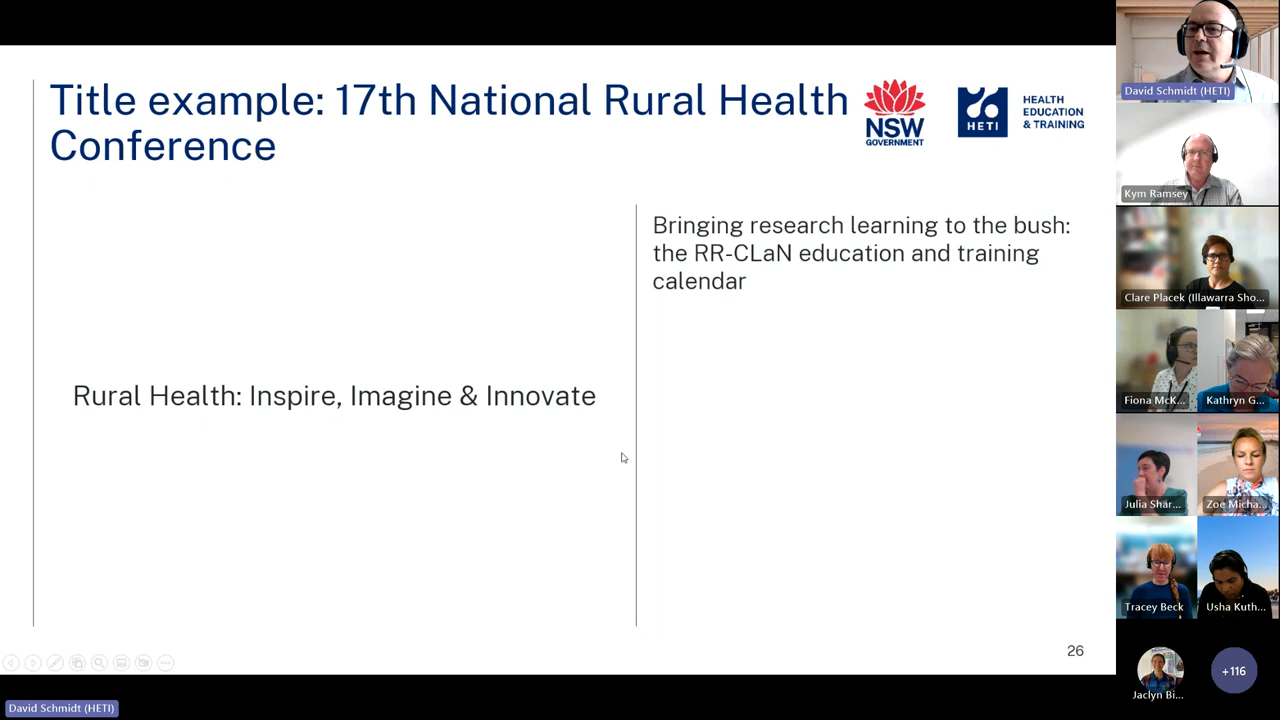 Title example: 17th National Rural Health
Conference
NSW
GOVERNMENT
HETI
HEALTH
EDUCATION
& TRAINING
Rural Health: Inspire, Imagine & Innovate
Bringing research learning to the bush:
the RR-CLaN education and training
calendar
26
David Schmidt (HETI)
David Schmidt (HETI)
Kym Ramsey
Clare Placek (Illawarra Sho...
Fiona McK...
Kathryn G...
Julia Shar...
Zoe Micha...
Tracey Beck
Usha Kuth...
Jaclyn Bi...
+116